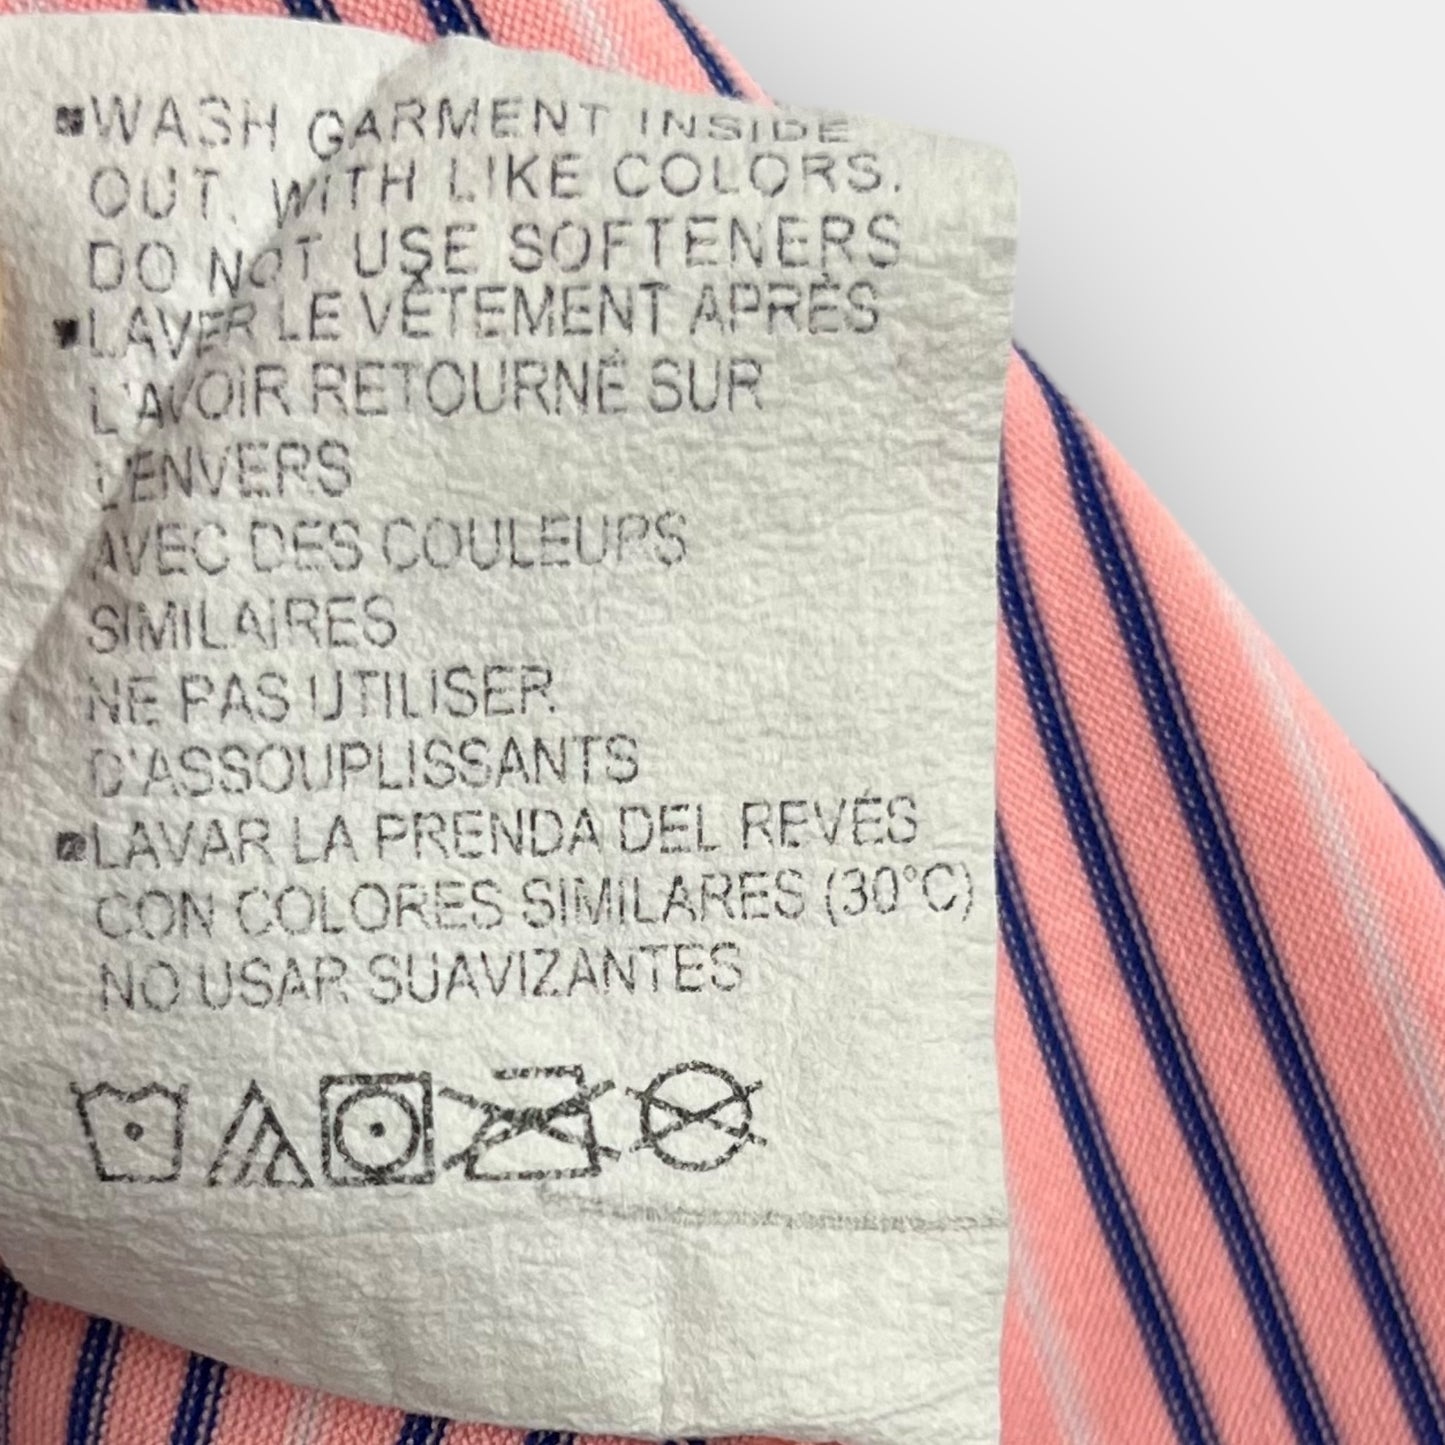 ▪WASH GARMENT INSIDE
OUT. WITH LIKE COLORS.
DO NOT USE SOFTENERS
▪LAVER LE VÊTEMENT APRÈS
L'AVOIR RETOURNÉ SUR
L'ENVERS
AVEC DES COULEURS
SIMILAIRES
NE PAS UTILISER
D'ASSOUPLISSANTS
▪LAVAR LA PRENDA DEL REVÉS
CON COLORES SIMILARES (30°C)
NO USAR SUAVIZANTES